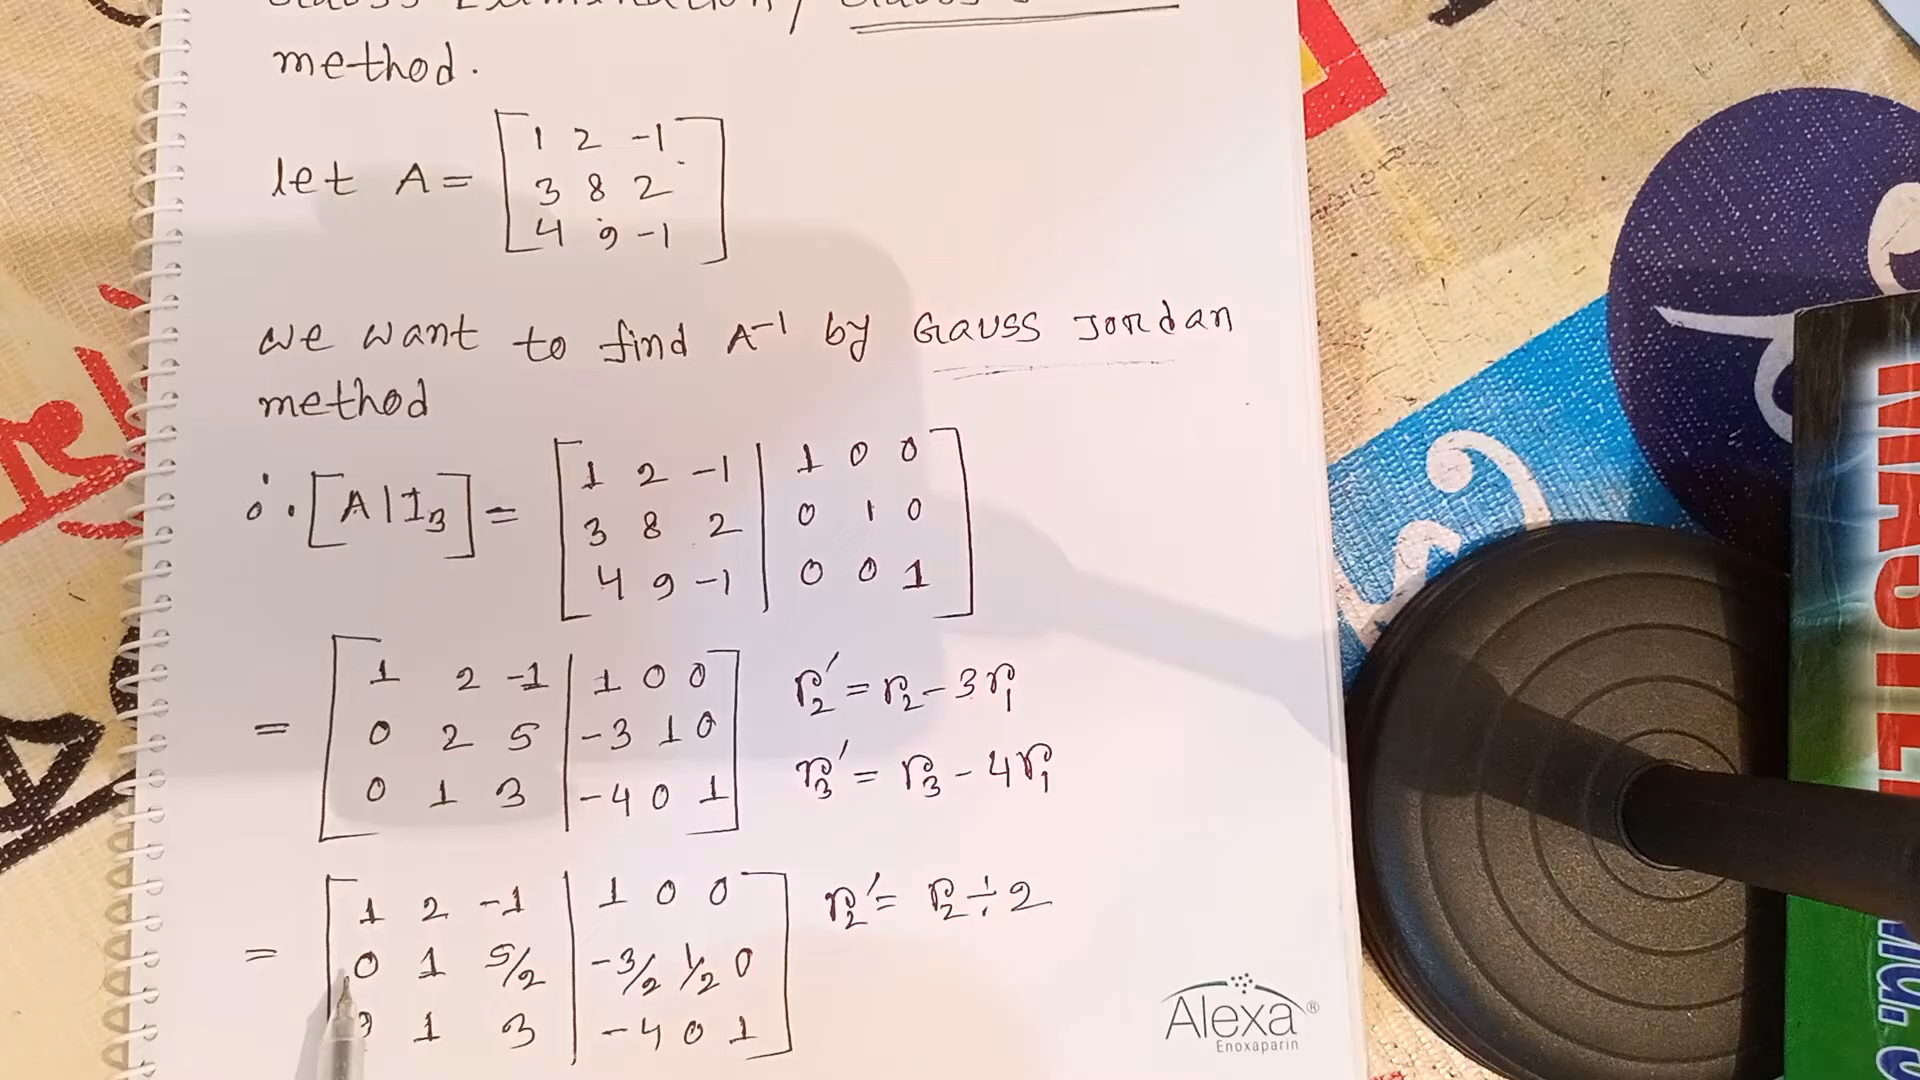 method.
let A = [1 2 -1
3 8 2
4 9 -1]
we want to find A⁻¹ by Gauss Jordan
method
∴ [A|I₃] = [1 2 -1 | 1 0 0
3 8 2 | 0 1 0
4 9 -1 | 0 0 1]
= [1 2 -1 | 1 0 0
0 2 5 | -3 1 0
0 1 3 | -4 0 1]
r₂' = r₂ - 3r₁
r₃' = r₃ - 4r₁
= [1 2 -1 | 1 0 0
0 1 5/2 | -3/2 1/2 0
1 3 | -4 0 1]
r₂' = r₂ ÷ 2
Alexa®
Enoxaparin